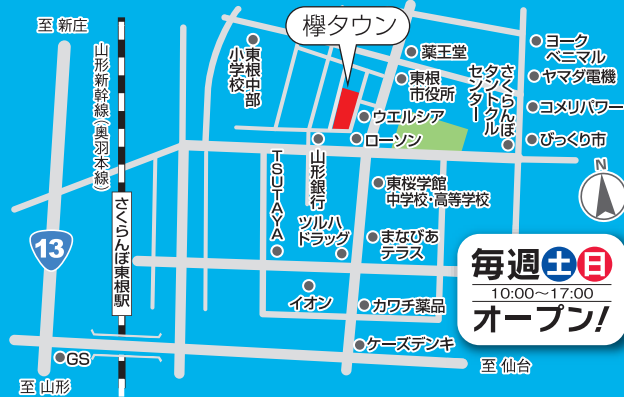 至 新庄
山形新幹線(奥羽本線)
東根中部
小学校
欅タウン
薬王堂
東根
市役所
ウエルシア
ローソン
さくらんぼ
タントクル
センター
ヨーク
ベニマル
ヤマダ電機
コメリパワー
びっくり市
N
山形銀行
TSUTAYA
ツルハ
ドラッグ
東桜学館
中学校・高等学校
まなびあ
テラス
13
さくらんぼ東根駅
イオン
カワチ薬品
毎週土日
10:00〜17:00
オープン!
ケーズデンキ
GS
至 仙台
至 山形